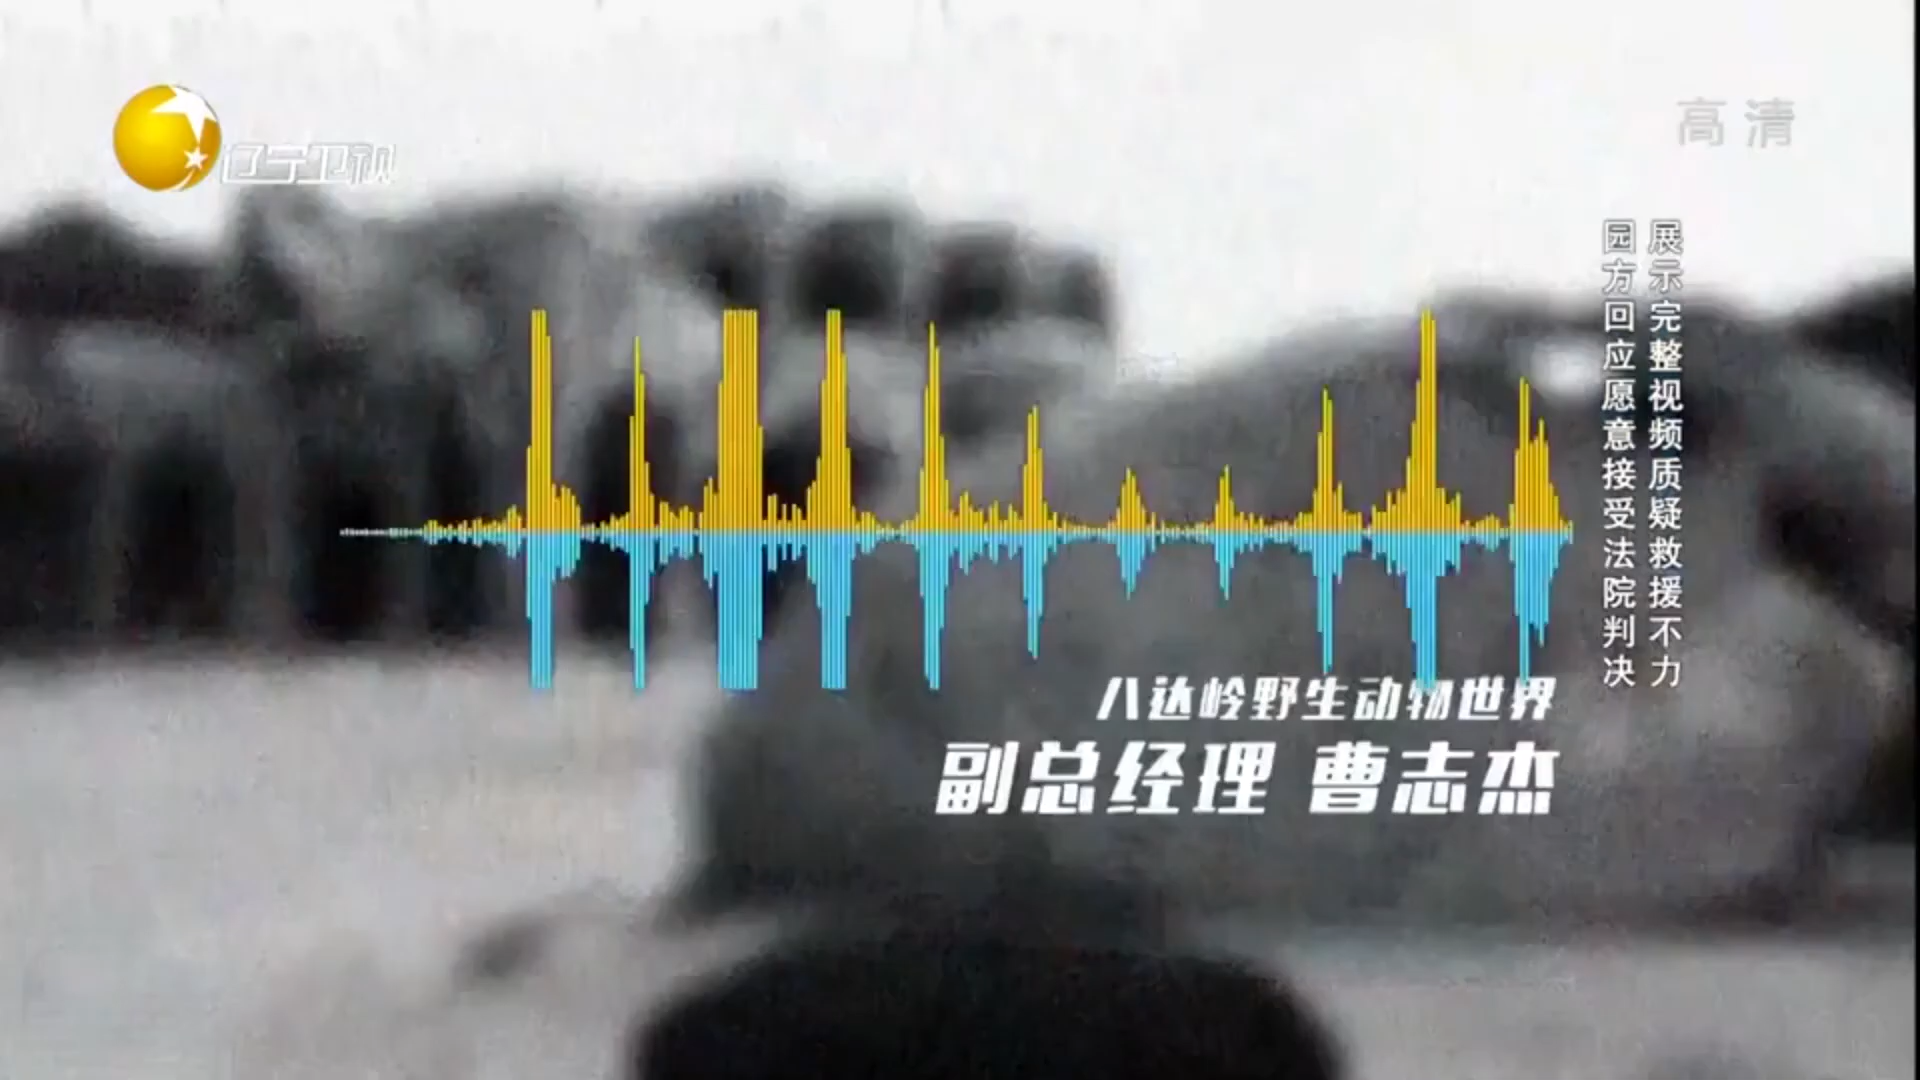 辽宁卫视
高清
展示完整视频质疑救援不力
园方回应愿意接受法院判决
八达岭野生动物世界
副总经理 曹志杰